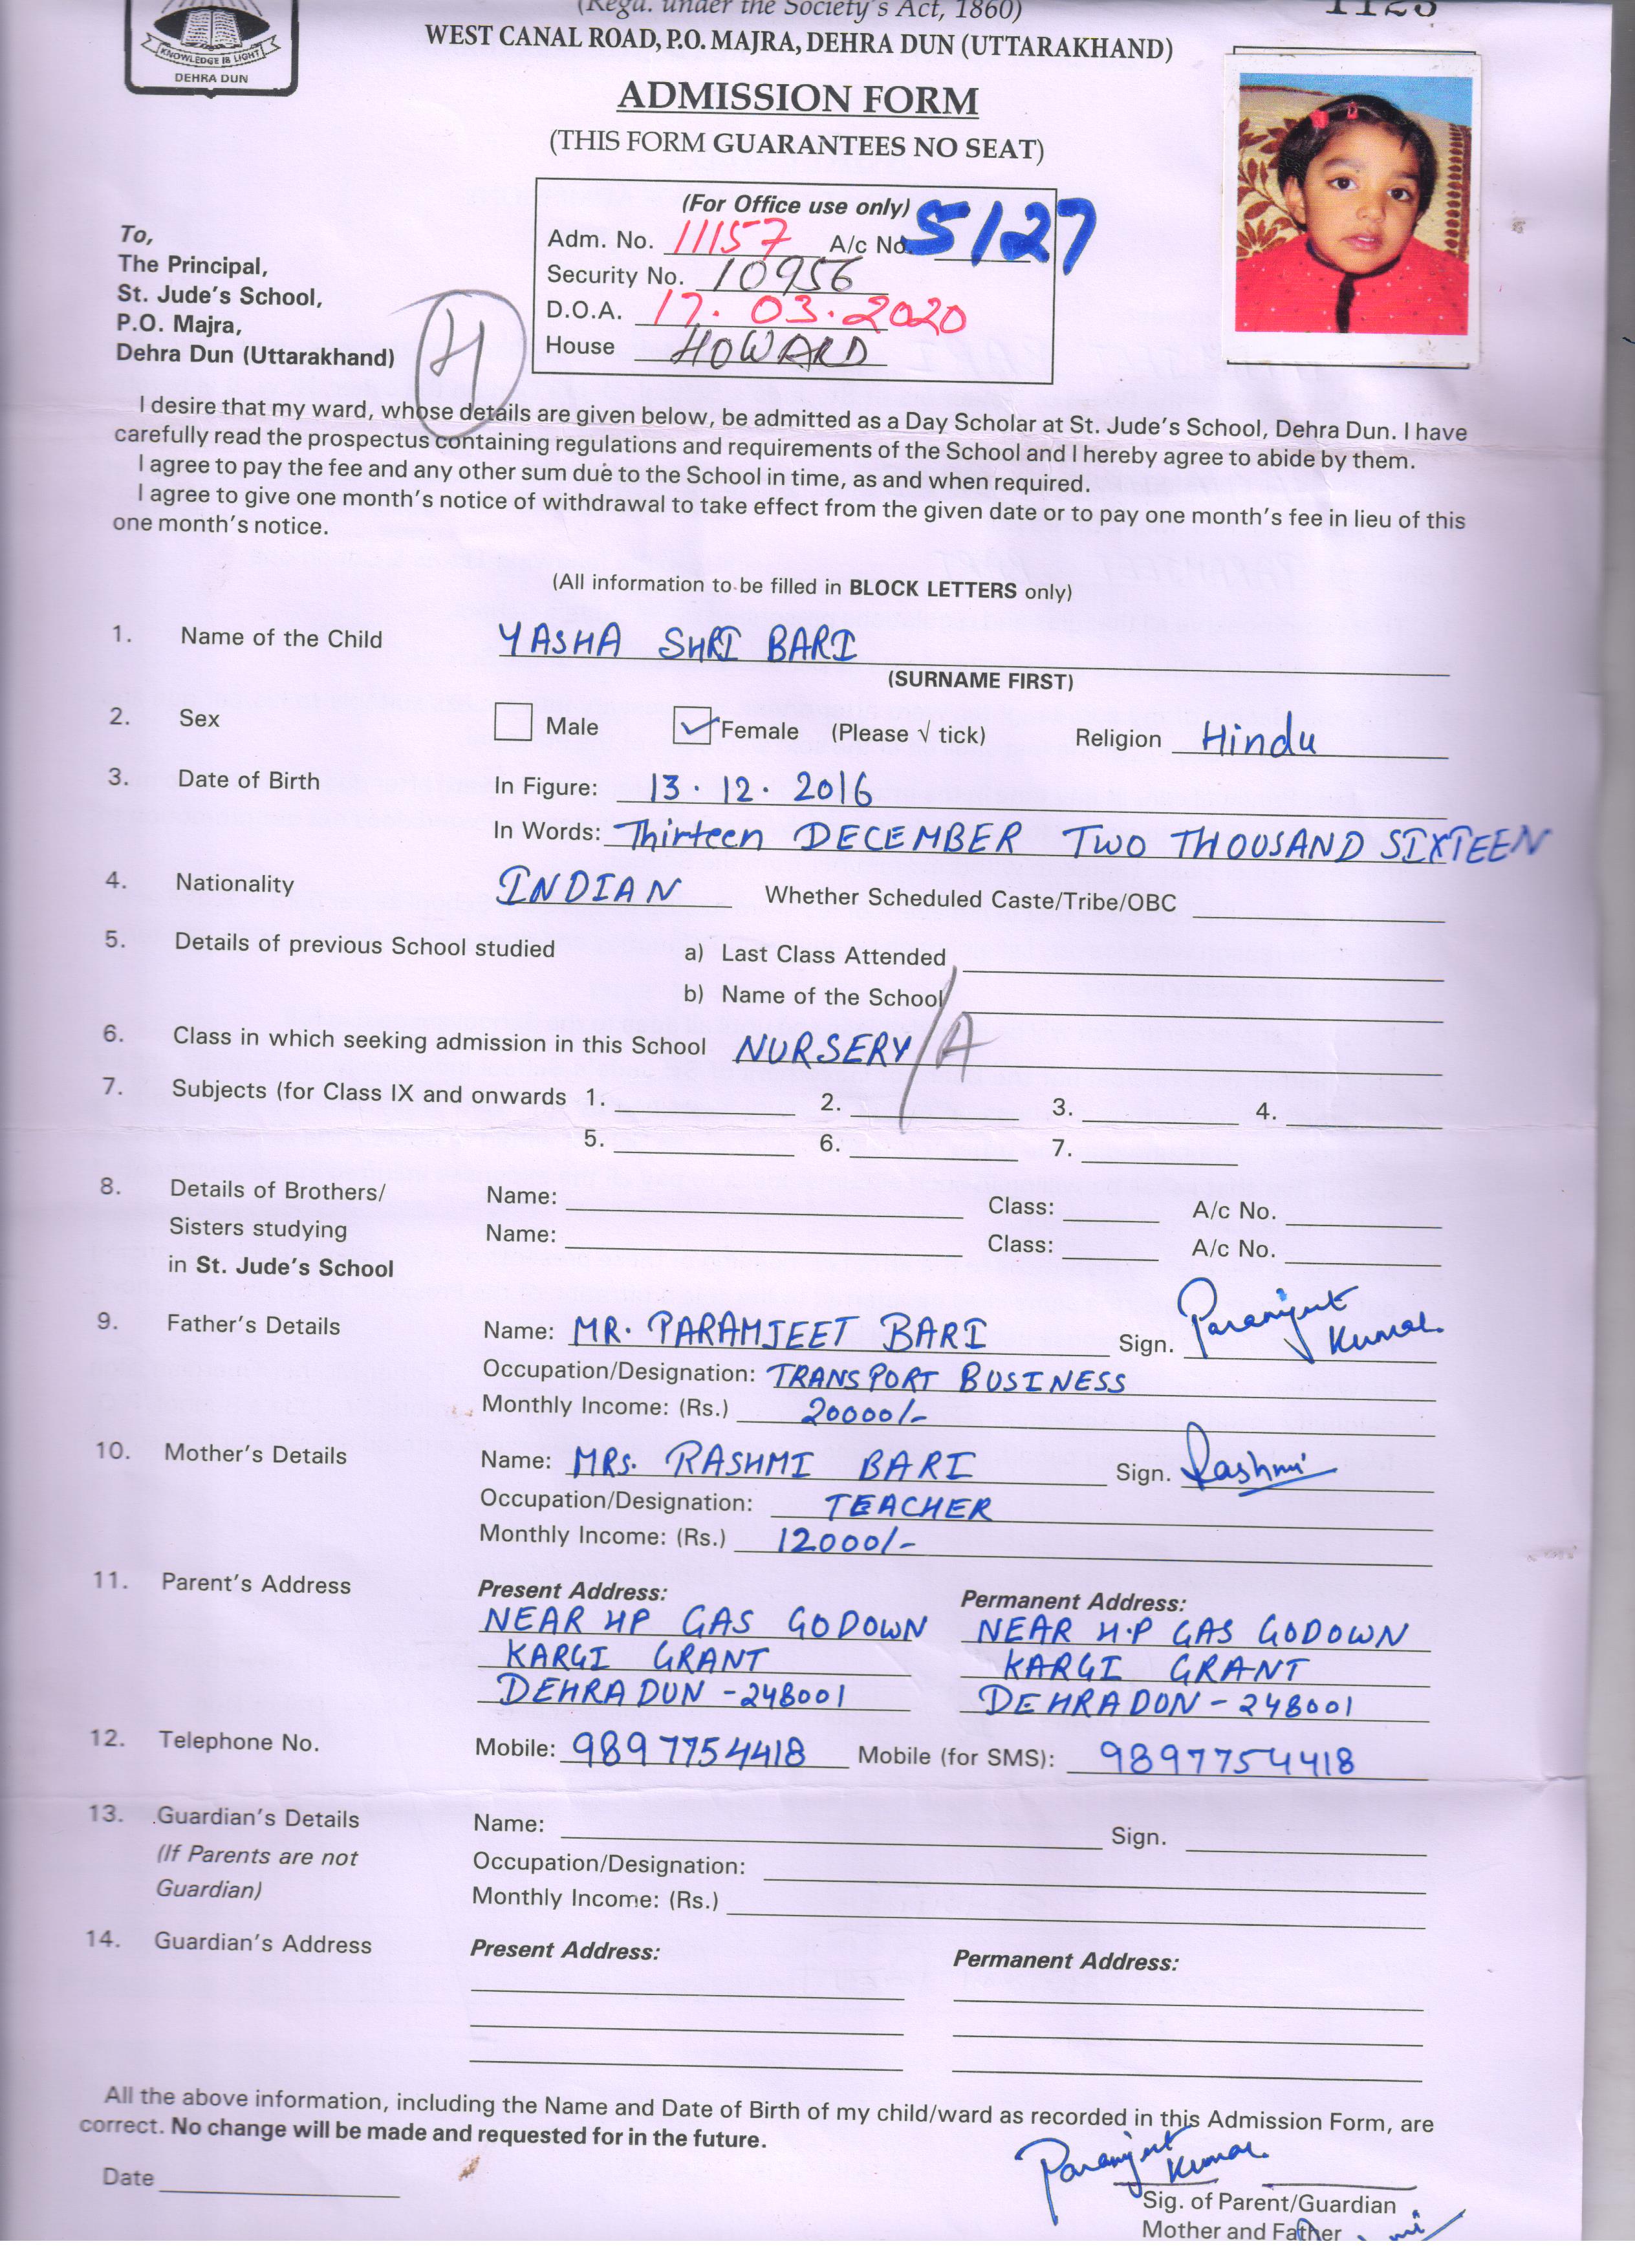 (Regd. under the Society's Act, 1860)
WEST CANAL ROAD, P.O. MAJRA, DEHRA DUN (UTTARAKHAND)
KNOWLEDGE IS LIGHT
DEHRA DUN
ADMISSION FORM
(THIS FORM GUARANTEES NO SEAT)
(For Office use only)
Adm. No. 11157 A/c No. 5127
Security No. 10956
D.O.A. 17.03.2020
House HOWARD
To,
The Principal,
St. Jude's School,
P.O. Majra,
Dehra Dun (Uttarakhand)
H
I desire that my ward, whose details are given below, be admitted as a Day Scholar at St. Jude's School, Dehra Dun. I have
carefully read the prospectus containing regulations and requirements of the School and I hereby agree to abide by them.
I agree to pay the fee and any other sum due to the School in time, as and when required.
I agree to give one month's notice of withdrawal to take effect from the given date or to pay one month's fee in lieu of this
one month's notice.
(All information to be filled in BLOCK LETTERS only)
1. Name of the Child YASHA SHRI BARI
(SURNAME FIRST)
2. Sex Male Female (Please √ tick) Religion Hindu
3. Date of Birth In Figure: 13.12.2016
In Words: Thirteen DECEMBER TWO THOUSAND SIXTEEN
4. Nationality INDIAN Whether Scheduled Caste/Tribe/OBC
5. Details of previous School studied a) Last Class Attended
b) Name of the School
6. Class in which seeking admission in this School NURSERY/A
7. Subjects (for Class IX and onwards 1. 2. 3. 4.
5. 6. 7.
8. Details of Brothers/ Name: Class: A/c No.
Sisters studying Name: Class: A/c No.
in St. Jude's School
9. Father's Details Name: MR. PARAMJEET BARI Sign. Paramjeet Kumar
Occupation/Designation: TRANSPORT BUSINESS
Monthly Income: (Rs.) 20000/-
10. Mother's Details Name: MRS. RASHMI BARI Sign. Rashmi
Occupation/Designation: TEACHER
Monthly Income: (Rs.) 12000/-
11. Parent's Address Present Address: Permanent Address:
NEAR HP GAS GODOWN NEAR H.P GAS GODOWN
KARGI GRANT KARGI GRANT
DEHRADUN - 248001 DEHRADUN - 248001
12. Telephone No. Mobile: 9897754418 Mobile (for SMS): 9897754418
13. Guardian's Details Name: Sign.
(If Parents are not Occupation/Designation:
Guardian) Monthly Income: (Rs.)
14. Guardian's Address Present Address: Permanent Address:
All the above information, including the Name and Date of Birth of my child/ward as recorded in this Admission Form, are
correct. No change will be made and requested for in the future.
Paramjeet Kumar
Date Sig. of Parent/Guardian
Mother and Father